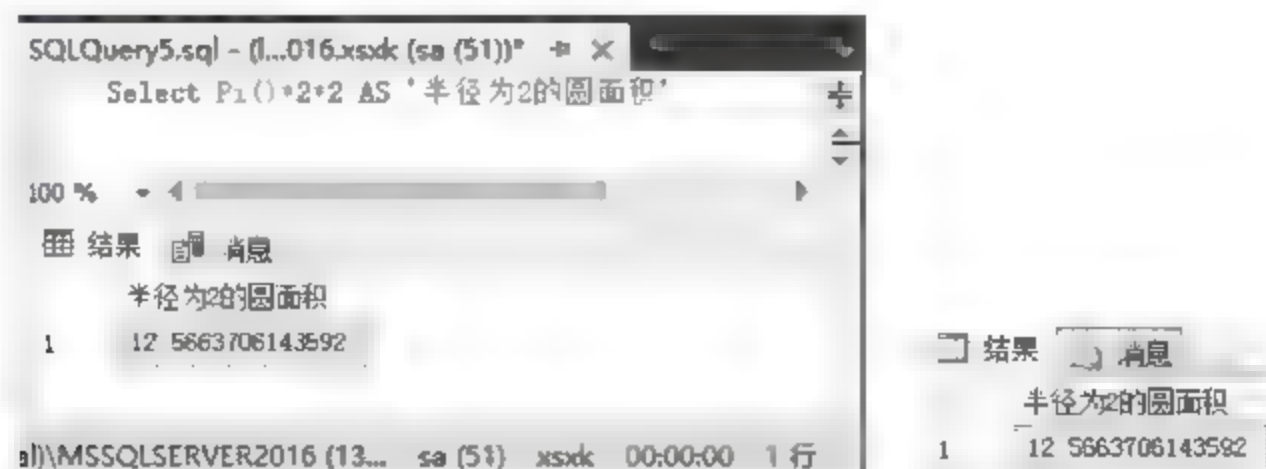 SQLQuery5.sql - (l...016.xsxk (sa (51))*
Select Pi()*2*2 AS '半径为2的圆面积'
100 %
结果 消息
半径为2的圆面积
1 12 5663706143592
al)\MSSQLSERVER2016 (13... sa (51) xsxk 00:00:00 1 行
结果 消息
半径为2的圆面积
1 12 5663706143592